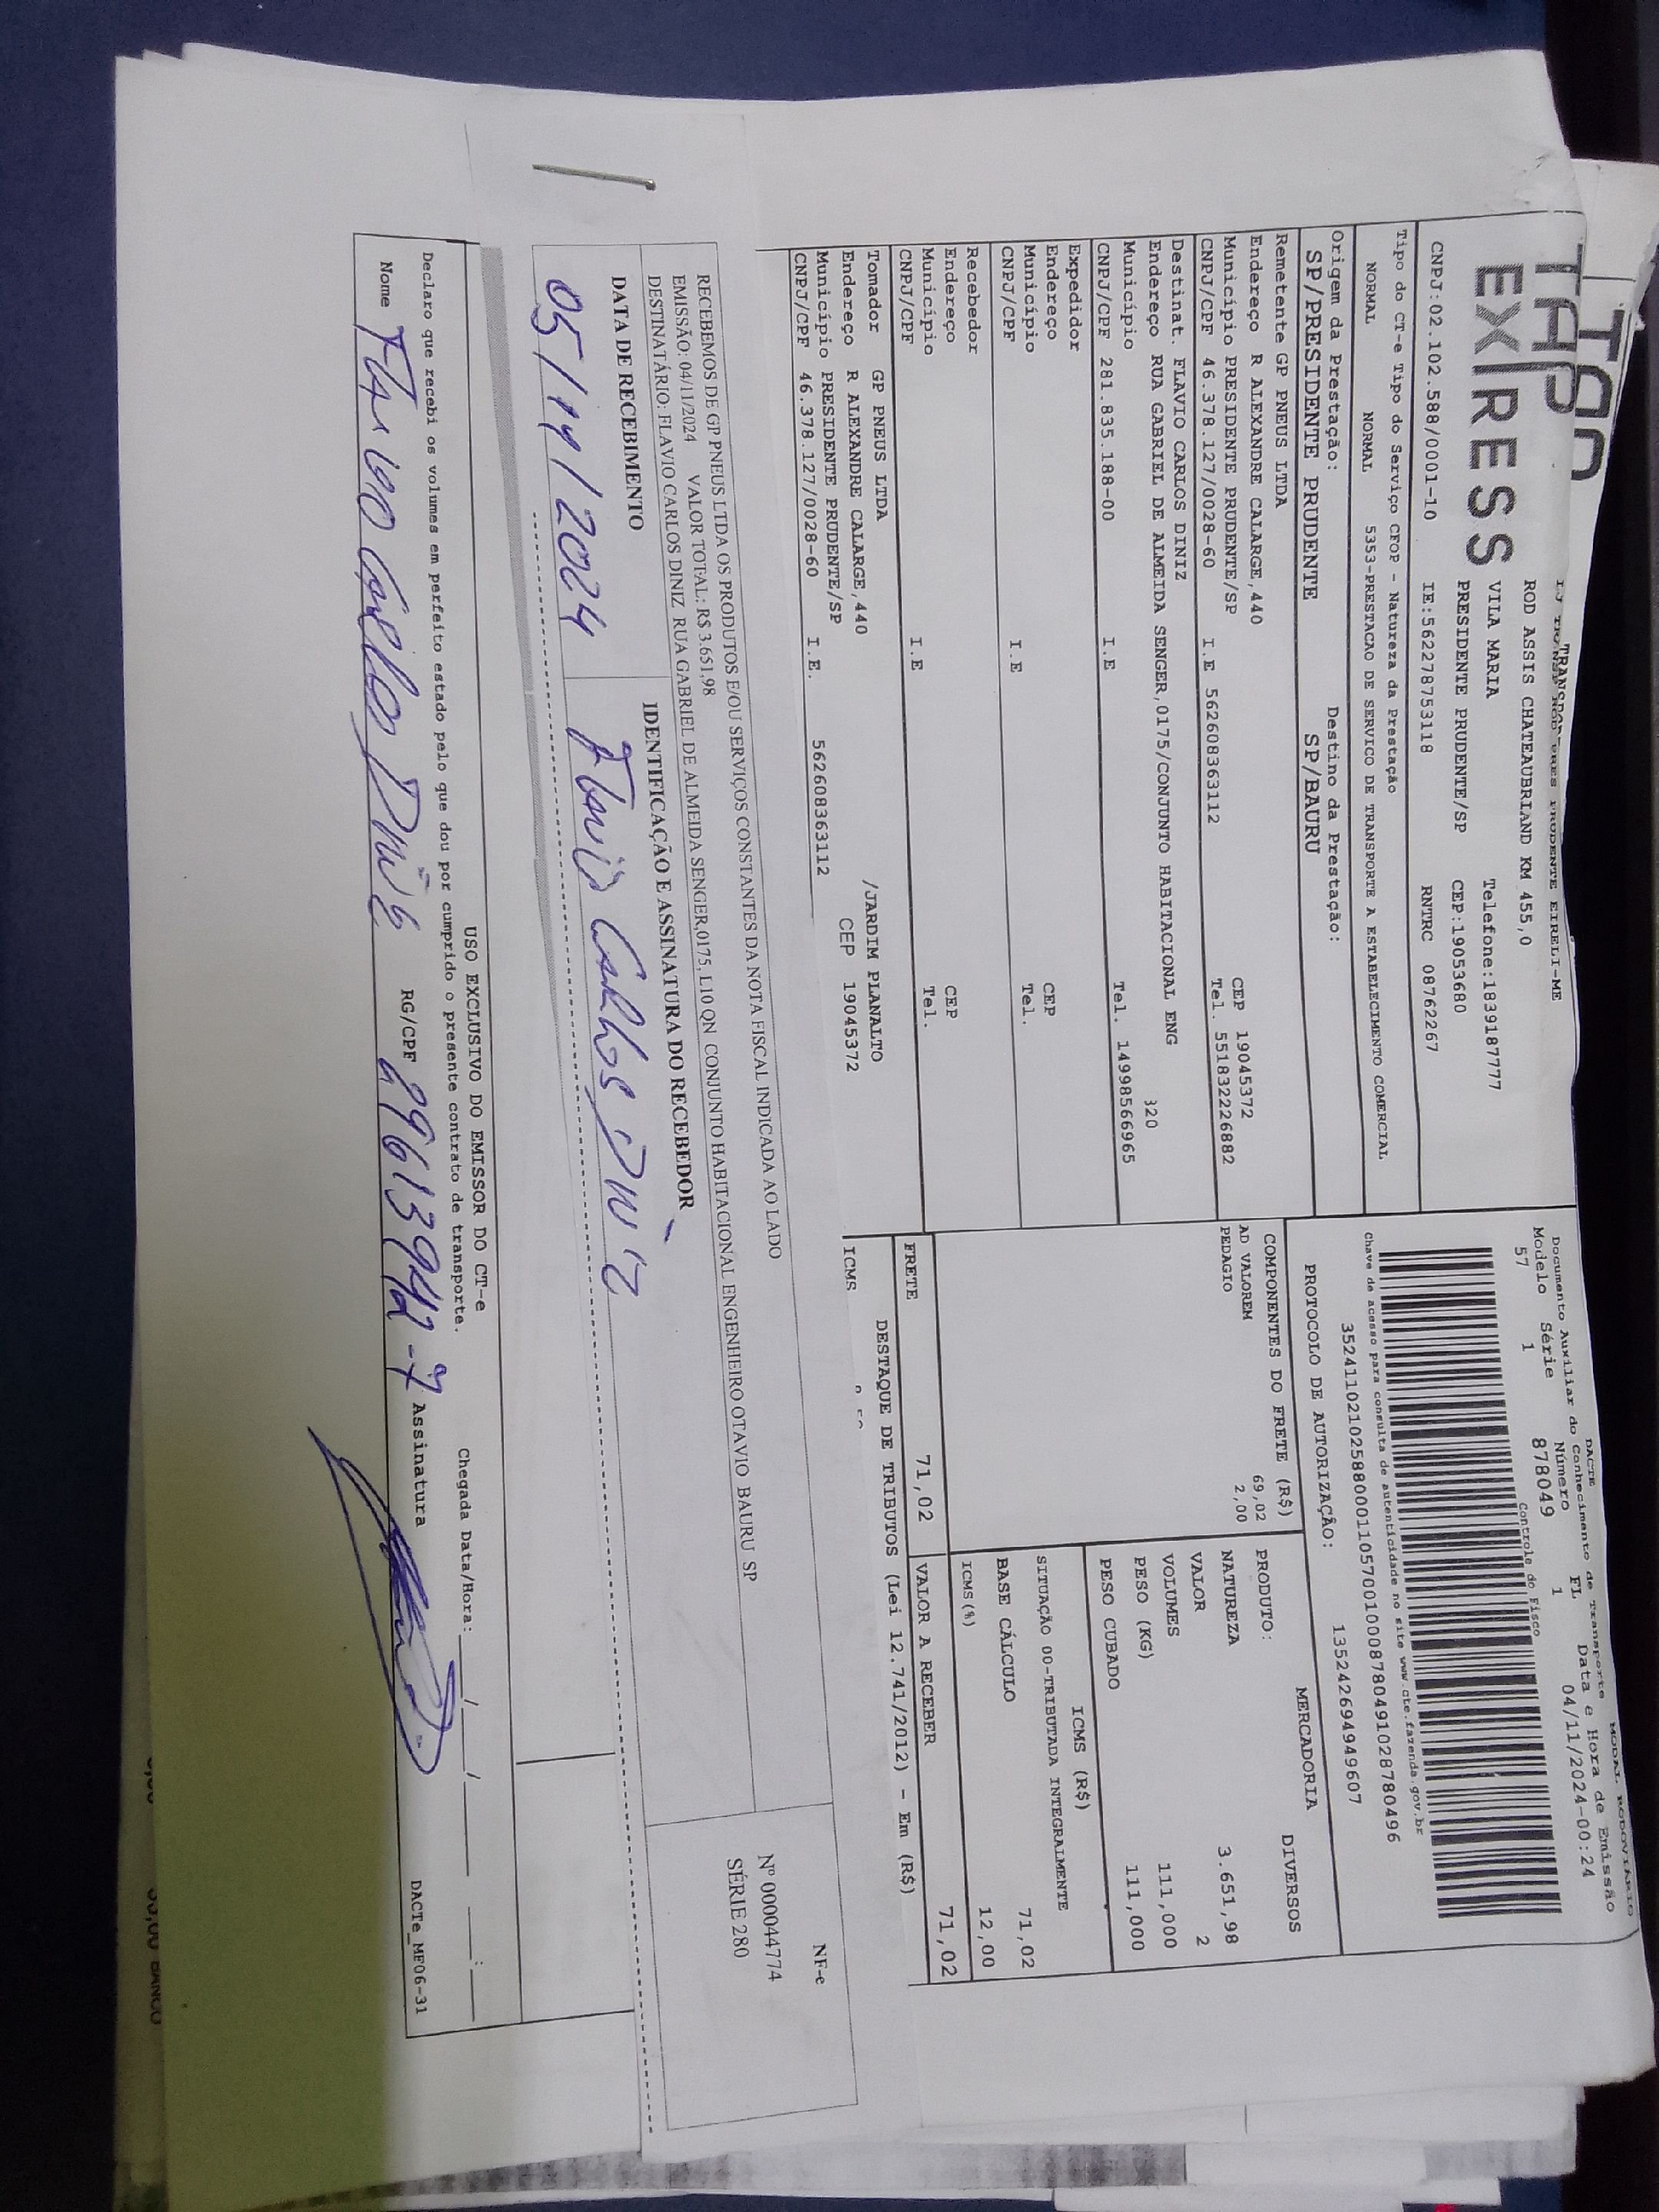 TAP
EXPRESS
ROD ASSIS CHATEAUBRIAND KM 455,0
VILA MARIA Telefone:1839187777
PRESIDENTE PRUDENTE/SP CEP:19053680
CNPJ:02.102.588/0001-10 IE:562278753118 RNTRC 08762267
Tipo do CT-e Tipo do Serviço CFOP - Natureza da Prestação
NORMAL NORMAL 5353-PRESTACAO DE SERVICO DE TRANSPORTE A ESTABELECIMENTO COMERCIAL
Origem da Prestação: Destino da Prestação:
SP/PRESIDENTE PRUDENTE SP/BAURU
Remetente GP PNEUS LTDA
Endereço R ALEXANDRE CALARGE,440 CEP 19045372
Município PRESIDENTE PRUDENTE/SP Tel. 5518322226882
CNPJ/CPF 46.378.127/0028-60 I.E 562608363112
Destinat. FLAVIO CARLOS DINIZ
Endereço RUA GABRIEL DE ALMEIDA SENGER,0175/CONJUNTO HABITACIONAL ENG
Município 320
CNPJ/CPF 281.835.188-00 I.E Tel. 14998566965
Expedidor
Endereço CEP
Município Tel.
CNPJ/CPF I.E
Recebedor
Endereço CEP
Município Tel.
CNPJ/CPF I.E
Tomador GP PNEUS LTDA /JARDIM PLANALTO
Endereço R ALEXANDRE CALARGE,440 CEP 19045372
Município PRESIDENTE PRUDENTE/SP
CNPJ/CPF 46.378.127/0028-60 I.E. 562608363112
MODAL RODOVIÁRIO
DACTE
Documento Auxiliar do Conhecimento de Transporte
Modelo Série Número FL Data e Hora de Emissão
57 1 878049 1 04/11/2024-00:24
Controle do Fisco
Chave de acesso para consulta de autenticidade no site www.cte.fazenda.gov.br
35241102102588000110570010008780491028780496
PROTOCOLO DE AUTORIZAÇÃO: 135242694949607
COMPONENTES DO FRETE (R$)
69,02
AD VALOREM 2,00
PEDAGIO
MERCADORIA
PRODUTO: DIVERSOS
NATUREZA
VALOR 3.651,98
VOLUMES 2
PESO (KG) 111,000
PESO CUBADO 111,000
ICMS (R$)
SITUAÇÃO 00-TRIBUTADA INTEGRALMENTE
BASE CÁLCULO 71,02
ICMS(%) 12,00
FRETE 71,02 VALOR A RECEBER 71,02
DESTAQUE DE TRIBUTOS (Lei 12.741/2012) - Em (R$)
ICMS
RECEBEMOS DE GP PNEUS LTDA OS PRODUTOS E/OU SERVIÇOS CONSTANTES DA NOTA FISCAL INDICADA AO LADO
EMISSÃO: 04/11/2024 VALOR TOTAL: R$ 3.651,98
DESTINATÁRIO: FLAVIO CARLOS DINIZ RUA GABRIEL DE ALMEIDA SENGER,0175, L10 QN CONJUNTO HABITACIONAL ENGENHEIRO OTAVIO BAURU SP
NF-e
Nº 000044774
SÉRIE 280
DATA DE RECEBIMENTO IDENTIFICAÇÃO E ASSINATURA DO RECEBEDOR
05/11/2024 Flavio Carlos Diniz
USO EXCLUSIVO DO EMISSOR DO CT-e
Declaro que recebi os volumes em perfeito estado pelo que dou por cumprido o presente contrato de transporte. Chegada Data/Hora: ____/____/____ ___:___
Nome Flavio Carlos Diniz RG/CPF 29613942-7 Assinatura
DACTe_MF06-31